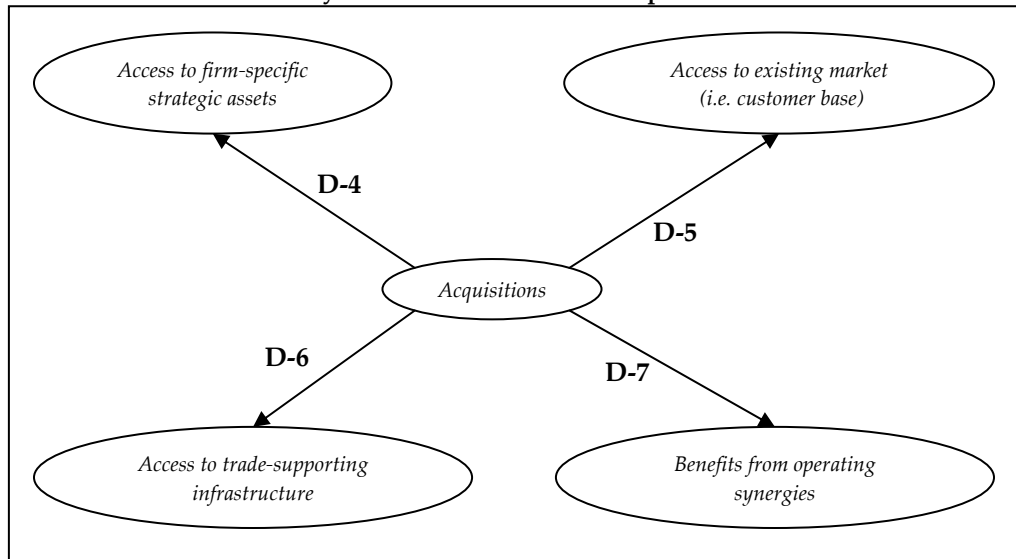 Access to firm-specific
strategic assets
Access to existing market
(i.e. customer base)
D-4
D-5
Acquisitions
D-6
D-7
Access to trade-supporting
infrastructure
Benefits from operating
synergies